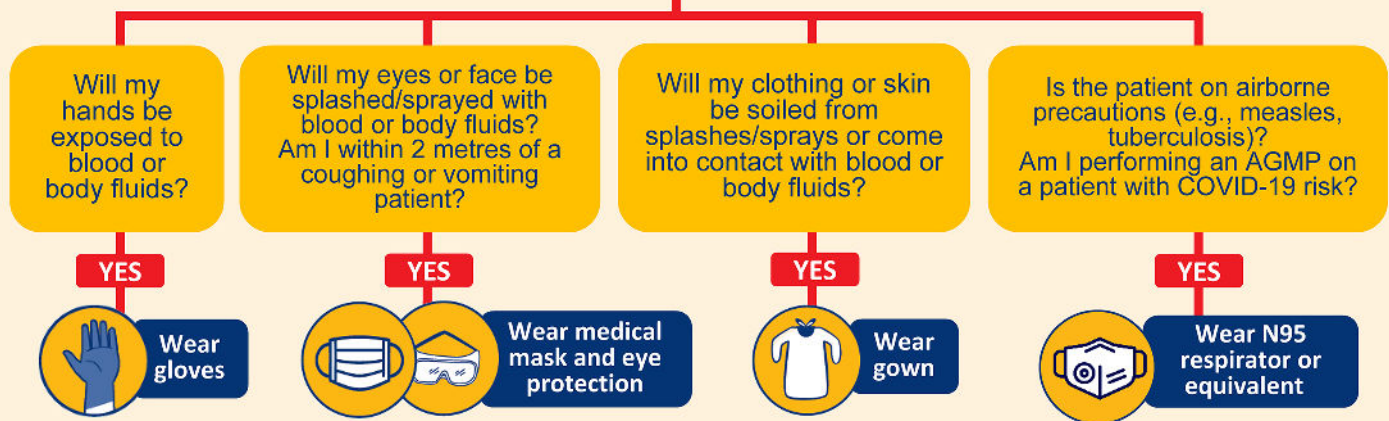 Will my
hands be
exposed to
blood or
body fluids?
Will my eyes or face be
splashed/sprayed with
blood or body fluids?
Am I within 2 metres of a
coughing or vomiting
patient?
Will my clothing or skin
be soiled from
splashes/sprays or come
into contact with blood or
body fluids?
Is the patient on airborne
precautions (e.g., measles,
tuberculosis)?
Am I performing an AGMP on
a patient with COVID-19 risk?
YES
YES
YES
YES
Wear
gloves
Wear medical
mask and eye
protection
Wear
gown
Wear N95
respirator or
equivalent